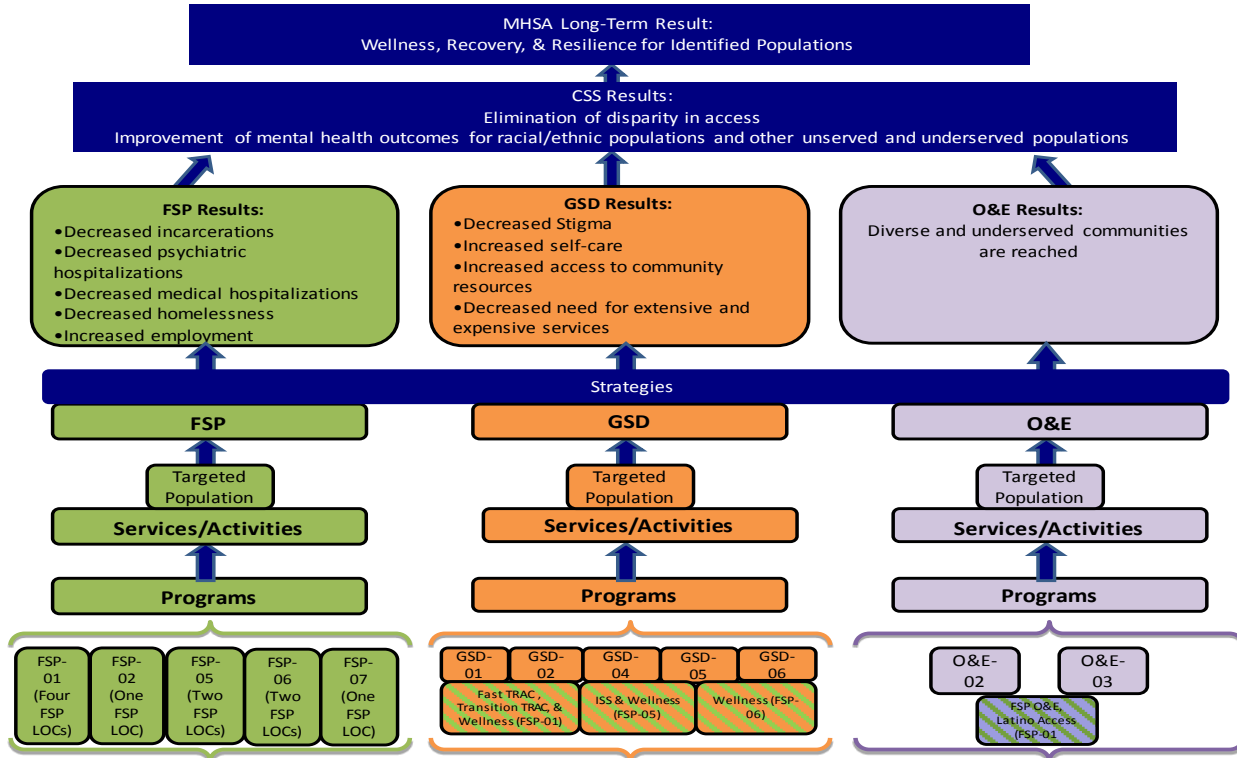 MHSA Long-Term Result:
Wellness, Recovery, & Resilience for Identified Populations
CSS Results:
Elimination of disparity in access
Improvement of mental health outcomes for racial/ethnic populations and other unserved and underserved populations
FSP Results:
•Decreased incarcerations
•Decreased psychiatric
hospitalizations
•Decreased medical hospitalizations
•Decreased homelessness
•Increased employment
GSD Results:
•Decreased Stigma
•Increased self-care
•Increased access to community
resources
•Decreased need for extensive and
expensive services
O&E Results:
Diverse and underserved communities
are reached
Strategies
FSP
GSD
O&E
Targeted
Population
Targeted
Population
Targeted
Population
Services/Activities
Services/Activities
Services/Activities
Programs
Programs
Programs
FSP-
01
(Four
FSP
LOCs)
FSP-
02
(One
FSP
LOC)
FSP-
05
(Two
FSP
LOCs)
FSP-
06
(Two
FSP
LOCs)
FSP-
07
(One
FSP
LOC)
GSD-
01
GSD-
02
GSD-
04
GSD-
05
GSD-
06
Fast TRAC ,
Transition TRAC, &
Wellness (FSP-01)
ISS & Wellness
(FSP-05)
Wellness (FSP-
06)
O&E-
02
O&E-
03
FSP O&E,
Latino Access
(FSP-01